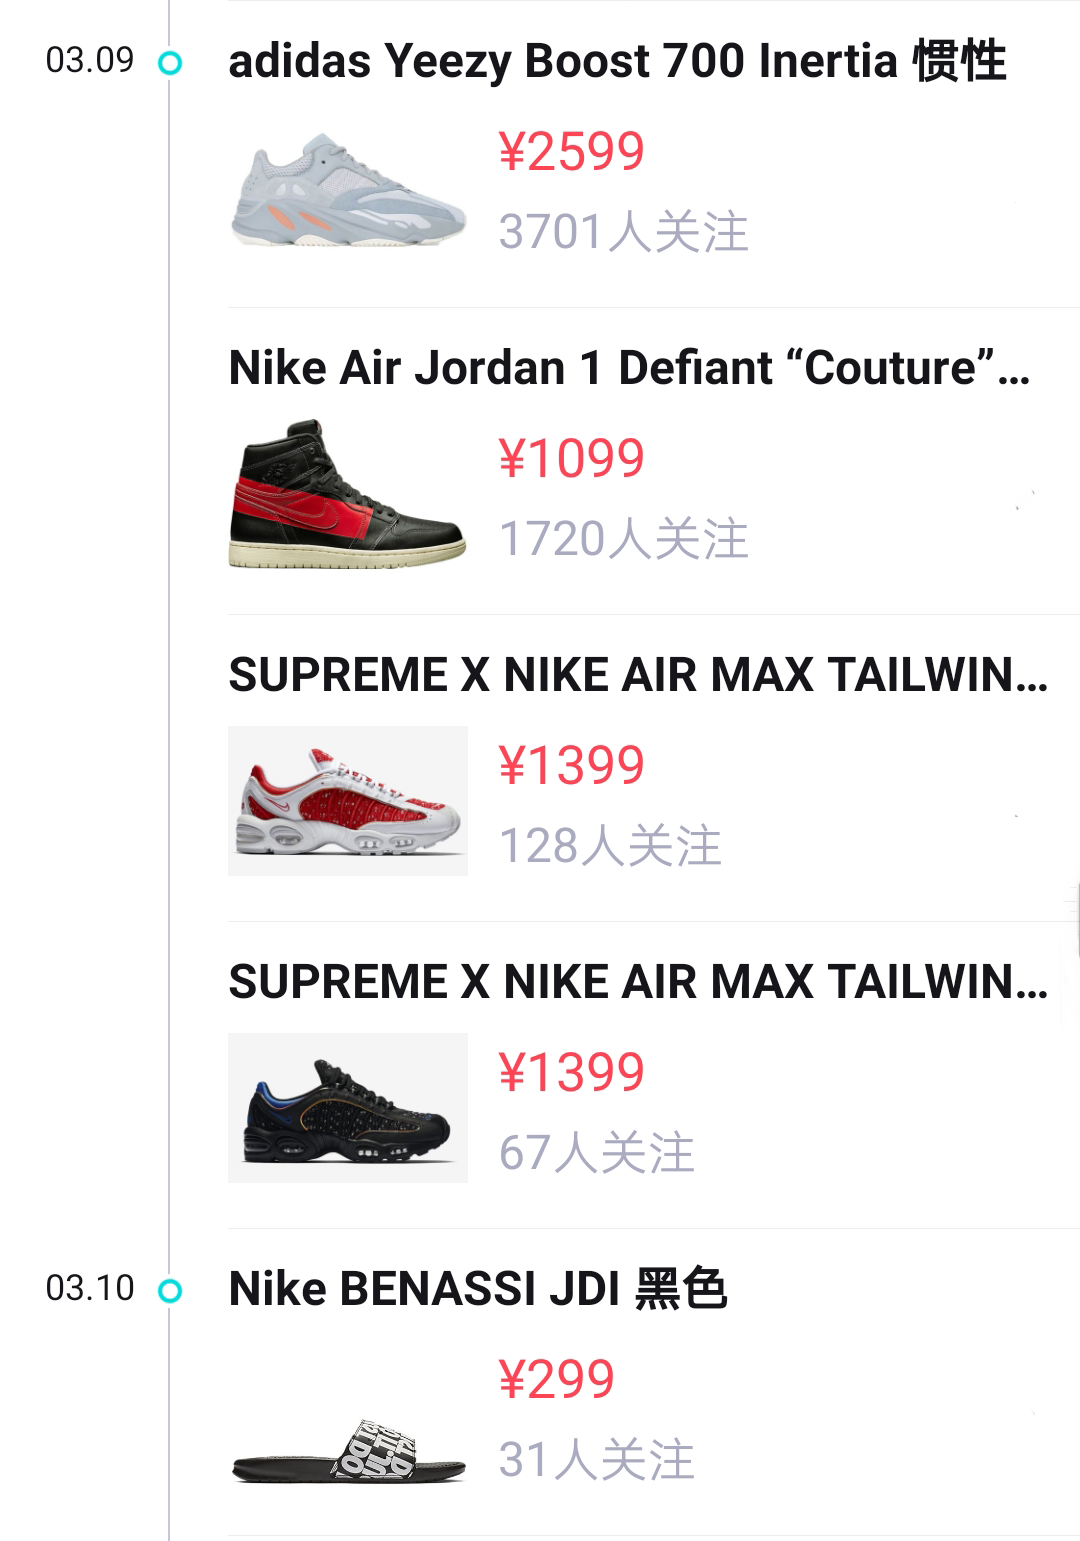 03.09
adidas Yeezy Boost 700 Inertia 惯性
¥2599
3701人关注
Nike Air Jordan 1 Defiant “Couture”...
¥1099
1720人关注
SUPREME X NIKE AIR MAX TAILWIN...
¥1399
128人关注
SUPREME X NIKE AIR MAX TAILWIN...
¥1399
67人关注
03.10
Nike BENASSI JDI 黑色
¥299
31人关注